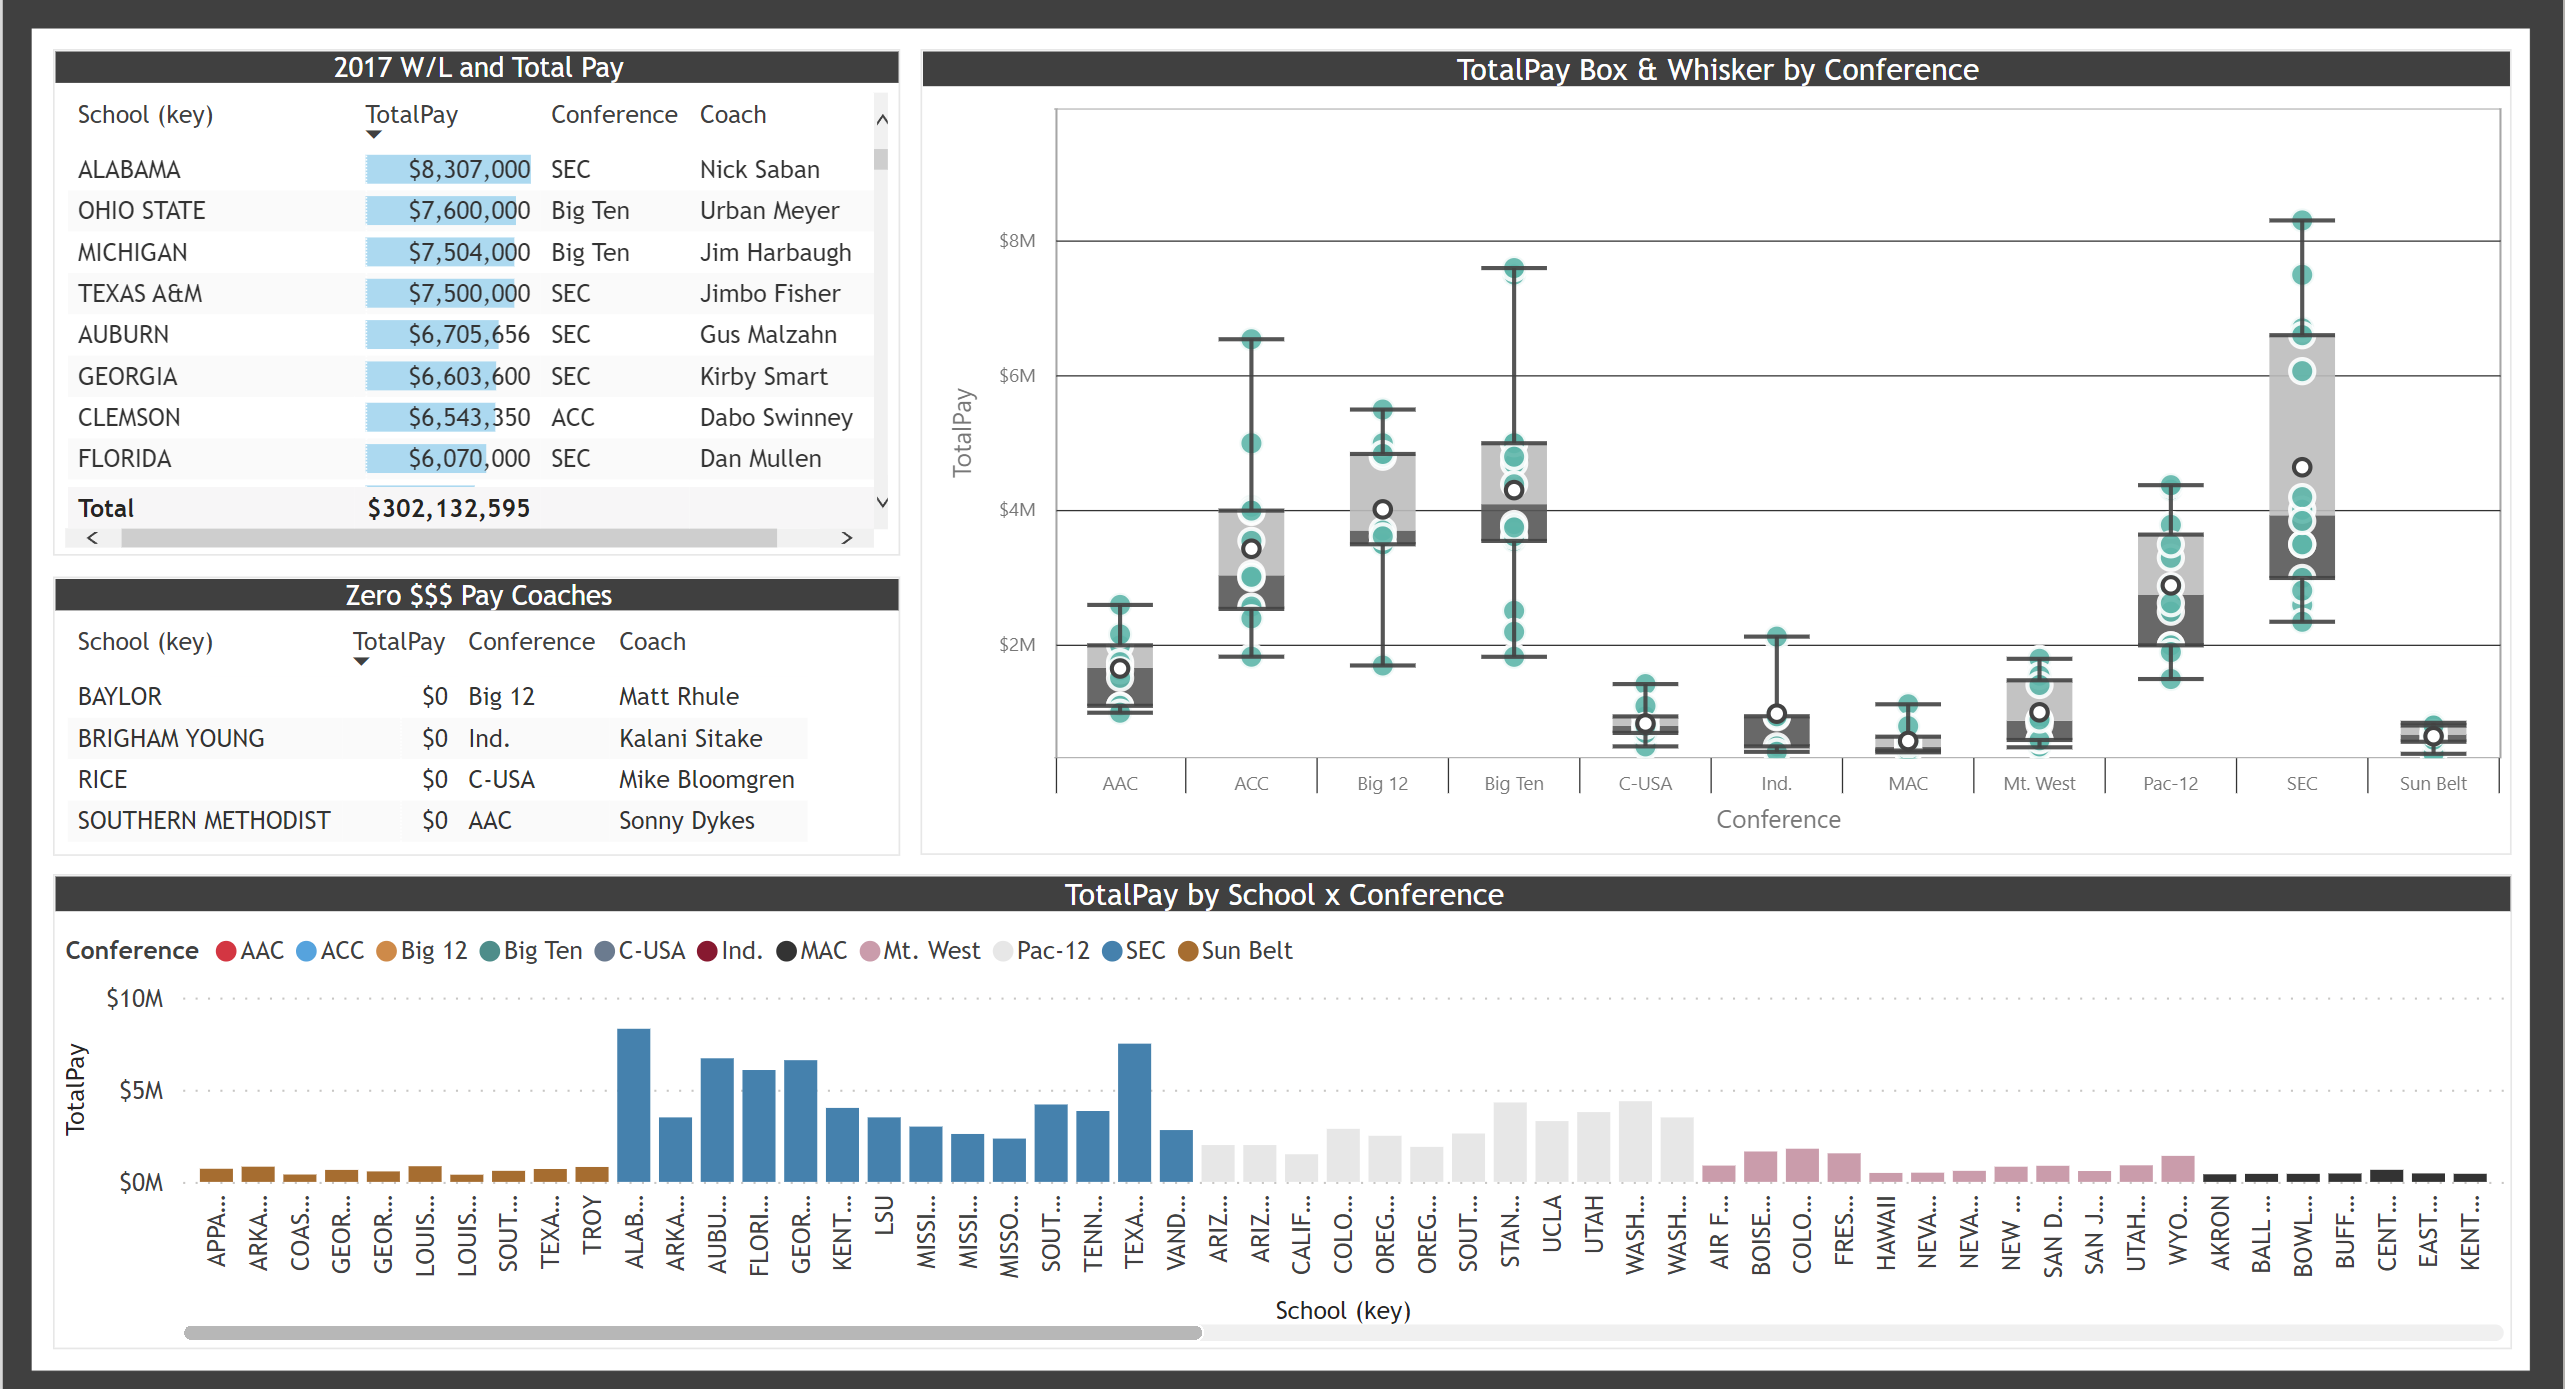 2017 W/L and Total Pay
School (key) TotalPay Conference Coach
ALABAMA $8,307,000 SEC Nick Saban
OHIO STATE $7,600,000 Big Ten Urban Meyer
MICHIGAN $7,504,000 Big Ten Jim Harbaugh
TEXAS A&M $7,500,000 SEC Jimbo Fisher
AUBURN $6,705,656 SEC Gus Malzahn
GEORGIA $6,603,600 SEC Kirby Smart
CLEMSON $6,543,350 ACC Dabo Swinney
FLORIDA $6,070,000 SEC Dan Mullen
Total $302,132,595
Zero $$$ Pay Coaches
School (key) TotalPay Conference Coach
BAYLOR $0 Big 12 Matt Rhule
BRIGHAM YOUNG $0 Ind. Kalani Sitake
RICE $0 C-USA Mike Bloomgren
SOUTHERN METHODIST $0 AAC Sonny Dykes
TotalPay Box & Whisker by Conference
TotalPay
$8M
$6M
$4M
$2M
AAC ACC Big 12 Big Ten C-USA Ind. MAC Mt. West Pac-12 SEC Sun Belt
Conference
TotalPay by School x Conference
Conference AAC ACC Big 12 Big Ten C-USA Ind. MAC Mt. West Pac-12 SEC Sun Belt
TotalPay
$10M
$5M
$0M
APPA... ARKA... COAS... GEOR... GEOR... LOUIS... LOUIS... SOUT... TEXA... TROY ALAB... ARKA... AUBU... FLORI... GEOR... KENT... LSU MISSI... MISSI... MISSO... SOUT... TENN... TEXA... VAND... ARIZ... ARIZ... CALIF... COLO... OREG... OREG... SOUT... STAN... UCLA UTAH WASH... WASH... AIR F... BOISE... COLO... FRES... HAWAII NEVA... NEVA... NEW ... SAN D... SAN J... UTAH... WYO... AKRON BALL ... BOWL... BUFF... CENT... EAST... KENT...
School (key)